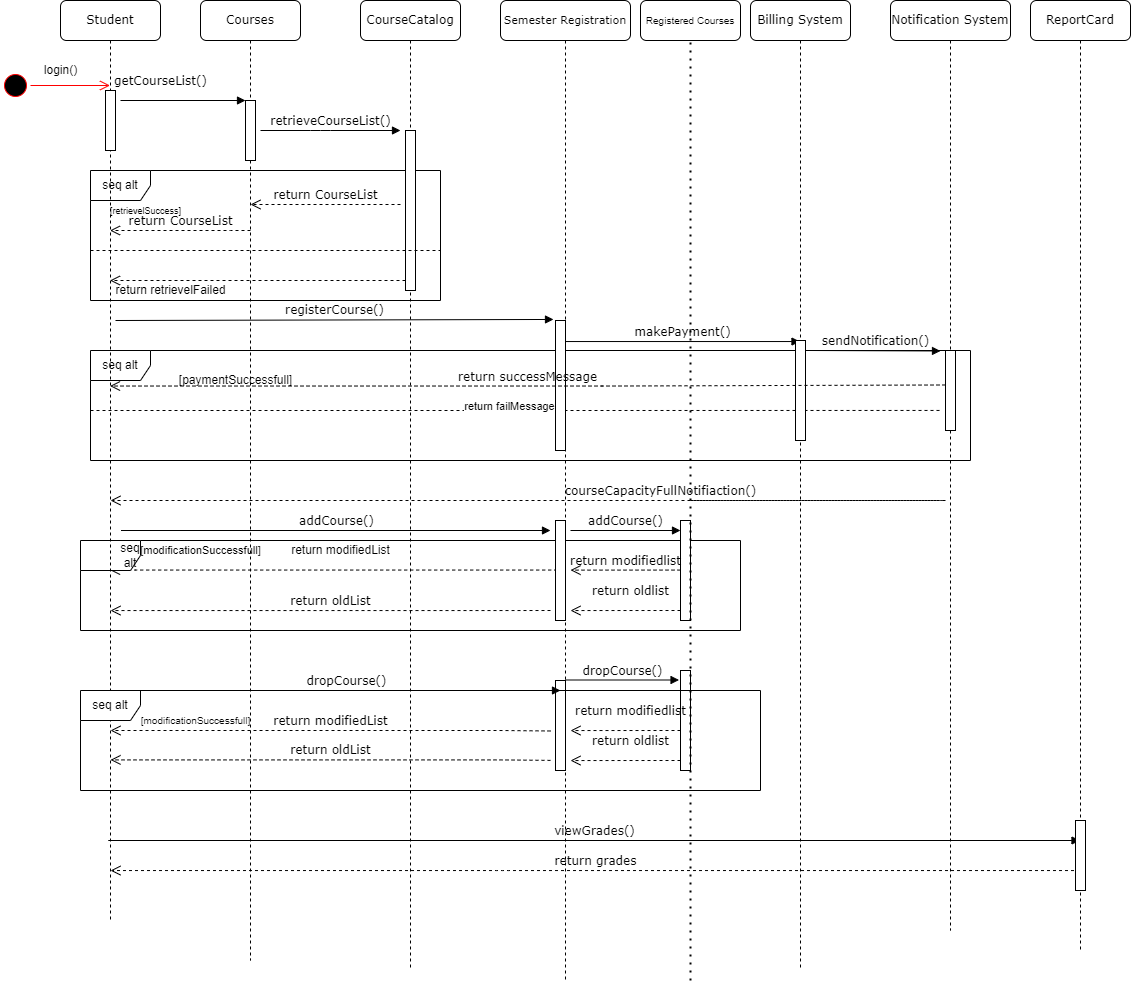 Student
Courses
CourseCatalog
Semester Registration
Registered Courses
Billing System
Notification System
ReportCard
login()
getCourseList()
retrieveCourseList()
seq alt
return CourseList
[retrievelSuccess]
return CourseList
return retrievelFailed
registerCourse()
makePayment()
sendNotification()
seq alt
[paymentSuccessfull]
return successMessage
return failMessage
courseCapacityFullNotifiaction()
addCourse()
addCourse()
seq
alt
[modificationSuccessfull]
return modifiedList
return modifiedlist
return oldlist
return oldList
dropCourse()
dropCourse()
seq alt
[modificationSuccessfull]
return modifiedList
return modifiedlist
return oldList
return oldlist
viewGrades()
return grades